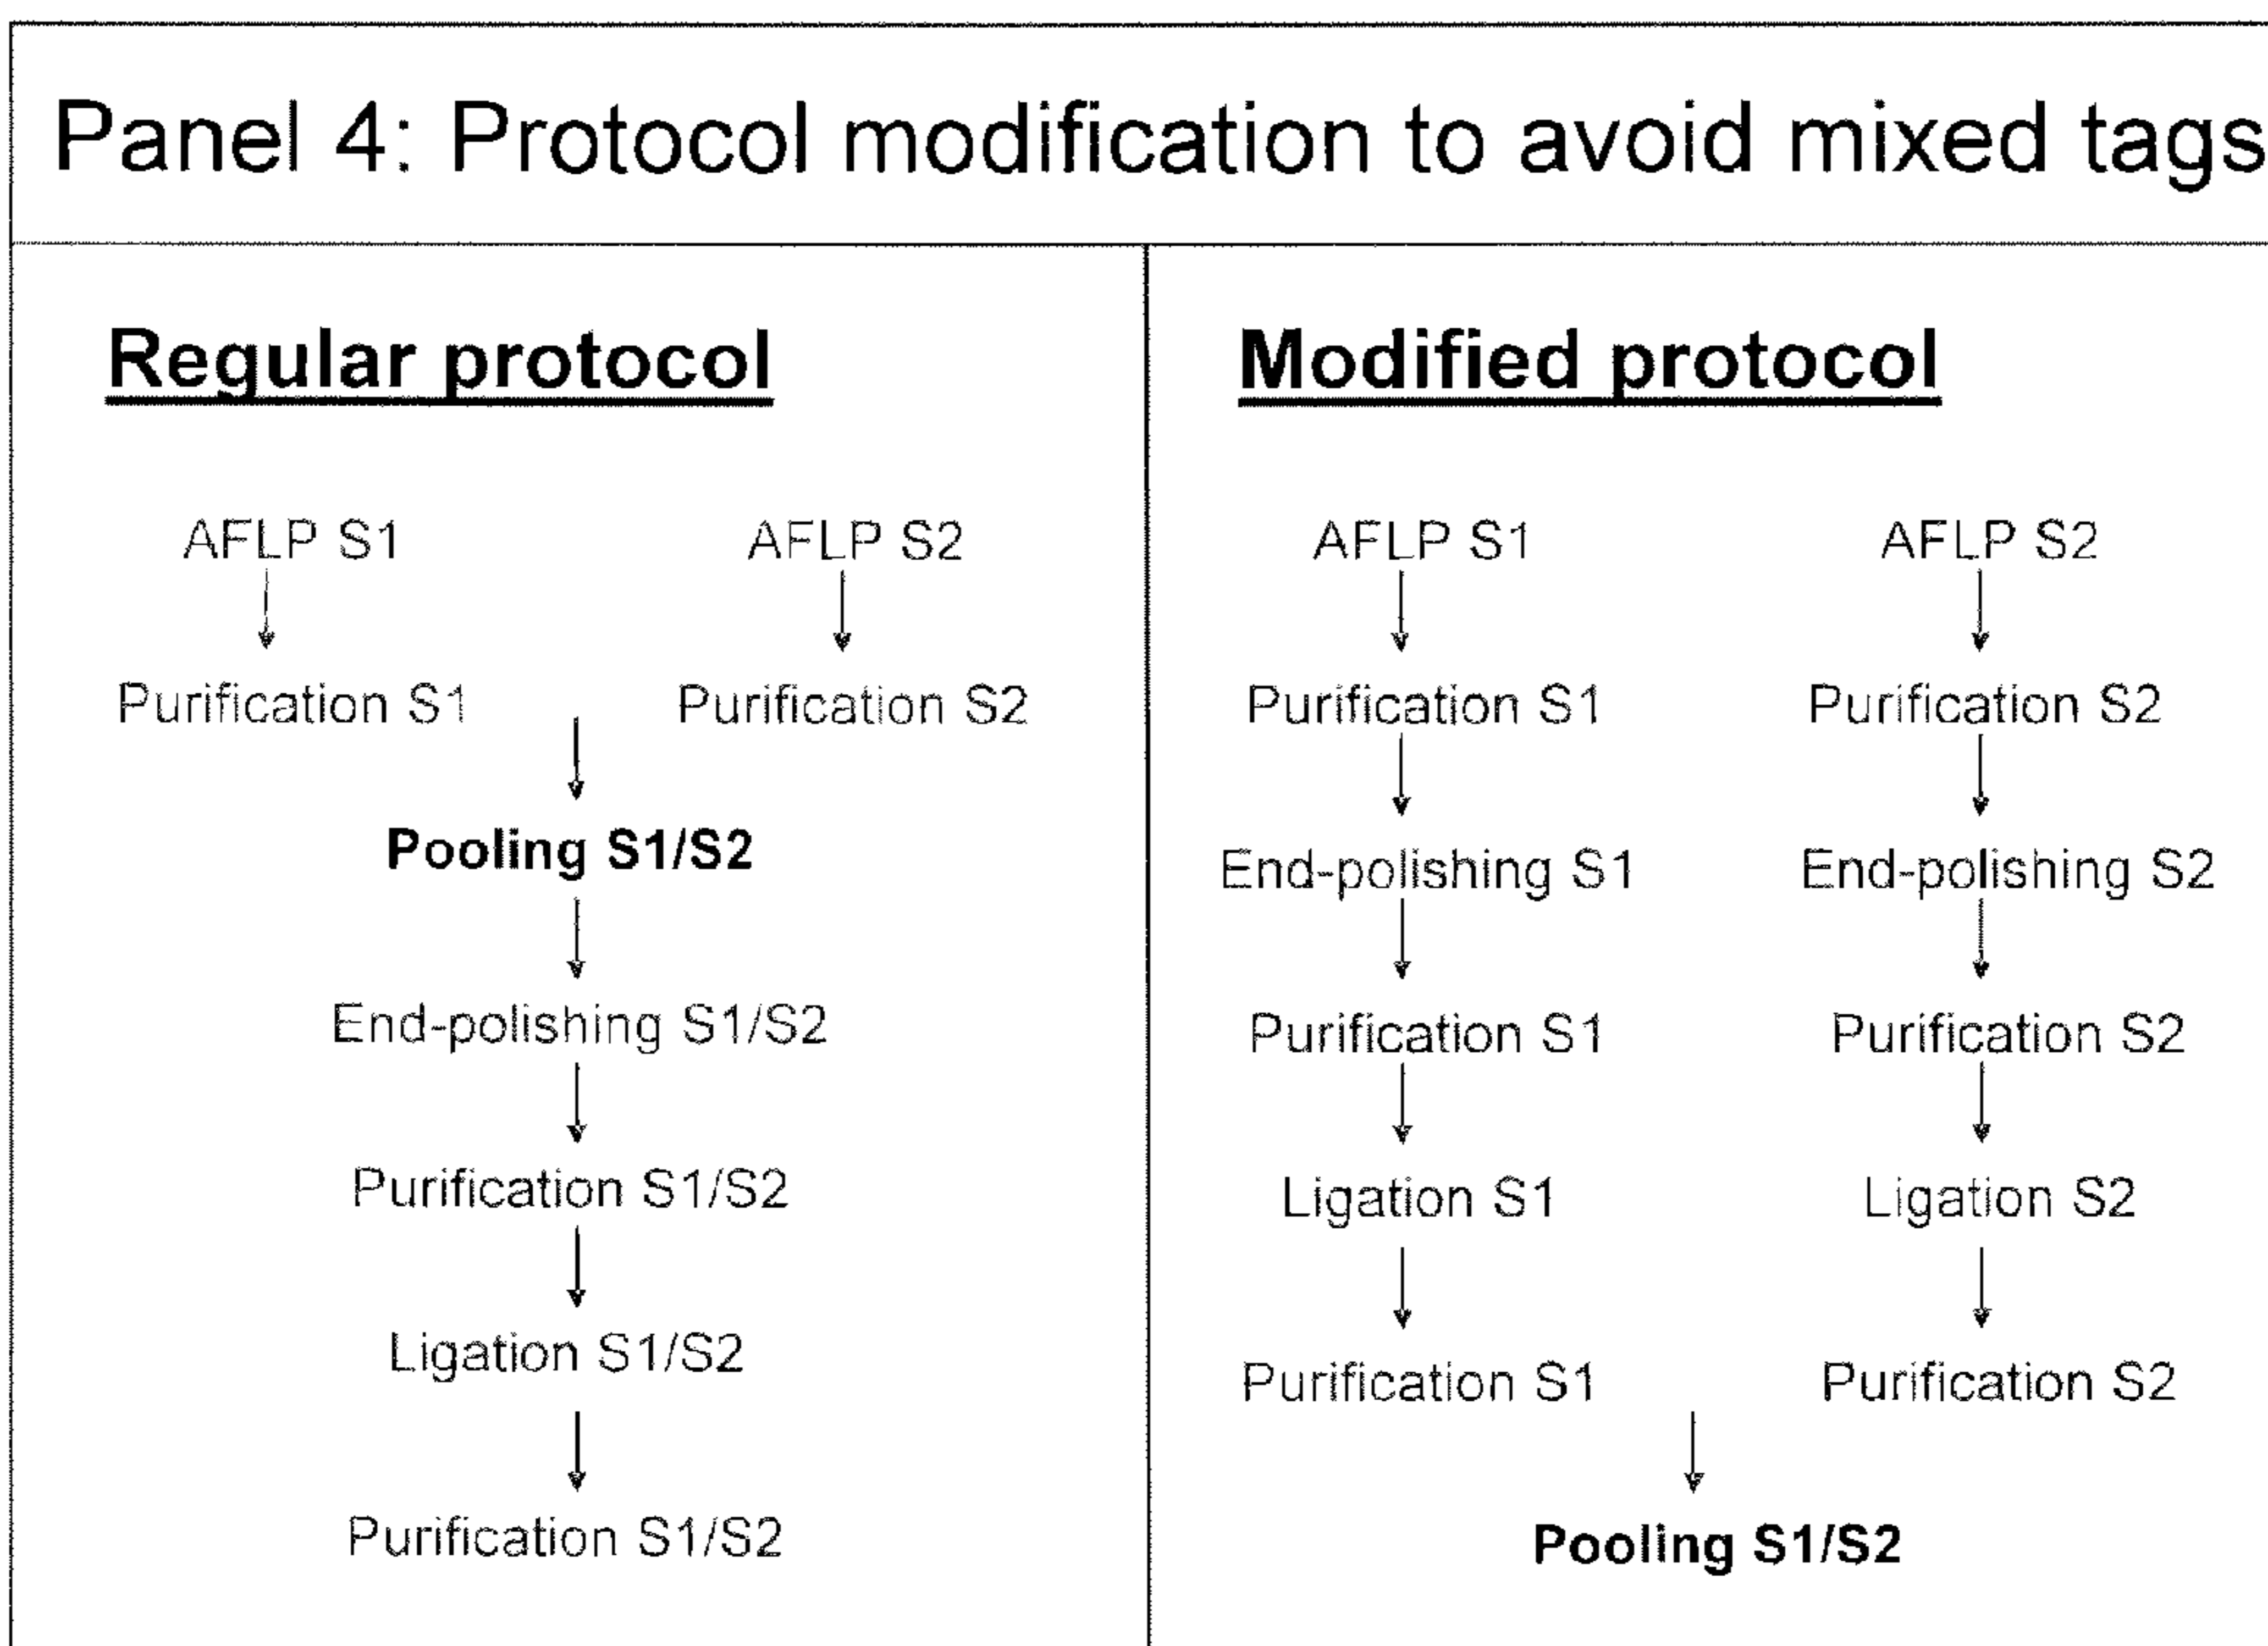 Panel 4: Protocol modification to avoid mixed tags
Regular protocol
AFLP S1 AFLP S2
Purification S1 Purification S2
Pooling S1/S2
End-polishing S1/S2
Purification S1/S2
Ligation S1/S2
Purification S1/S2
Modified protocol
AFLP S1 AFLP S2
Purification S1 Purification S2
End-polishing S1 End-polishing S2
Purification S1 Purification S2
Ligation S1 Ligation S2
Purification S1 Purification S2
Pooling S1/S2